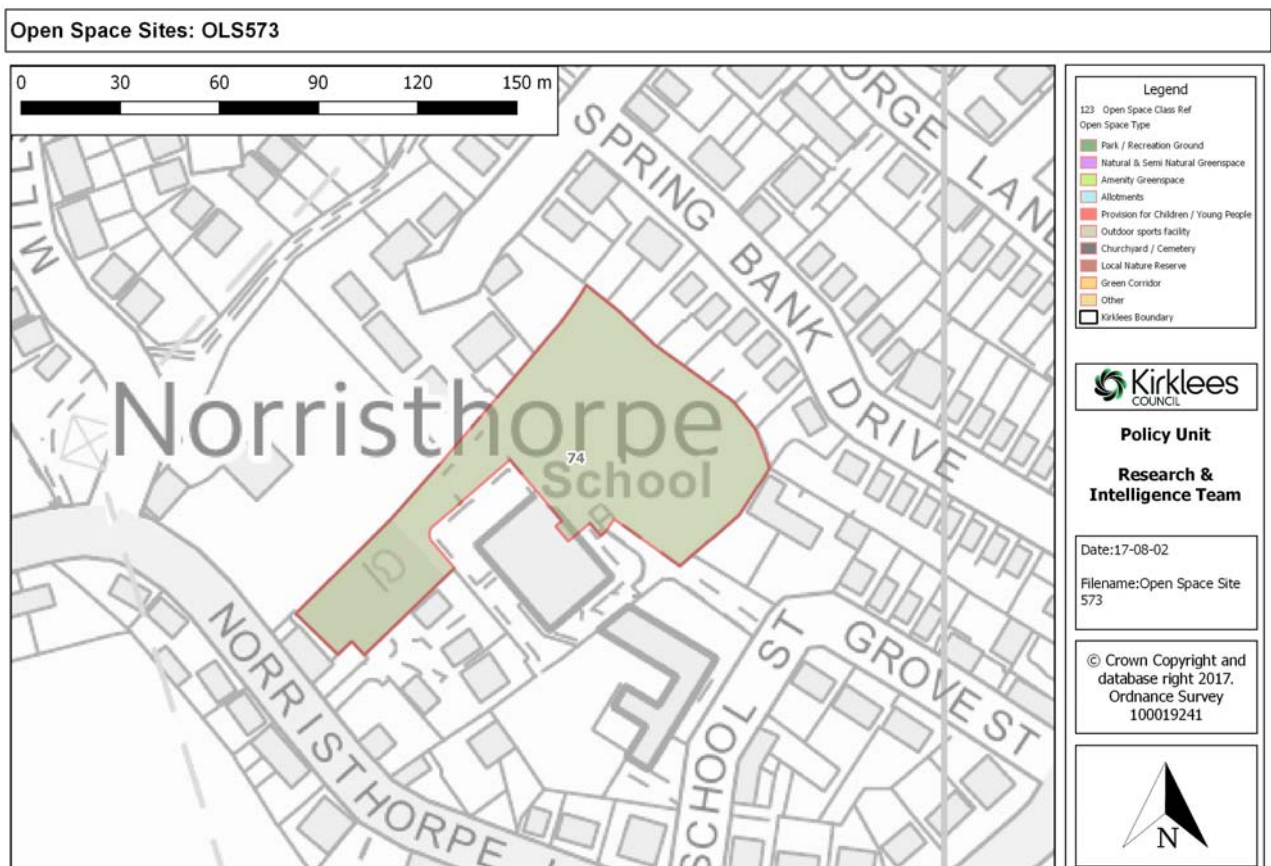 Open Space Sites: OLS573
0 30 60 90 120 150 m
ORGE LAN
SPRING BANK DRIVE
MILL
Norristhorpe
74
School
NORRISTHORPE
SCHOOL ST
GROVE ST
Legend
123 Open Space Class Ref
Open Space Type
Park / Recreation Ground
Natural & Semi Natural Greenspace
Amenity Greenspace
Allotments
Provision for Children / Young People
Outdoor sports facility
Churchyard / Cemetery
Local Nature Reserve
Green Corridor
Other
Kirklees Boundary
Kirklees
COUNCIL
Policy Unit
Research &
Intelligence Team
Date:17-08-02
Filename:Open Space Site
573
© Crown Copyright and
database right 2017.
Ordnance Survey
100019241
N